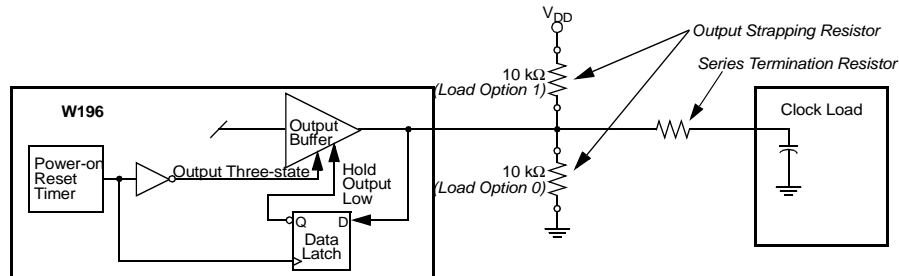 VDD
Output Strapping Resistor
Series Termination Resistor
10 kΩ
(Load Option 1)
W196
Clock Load
Output
Buffer
Power-on
Reset
Timer
Output Three-state
Hold
Output
Low
10 kΩ
(Load Option 0)
Q D
Data
Latch